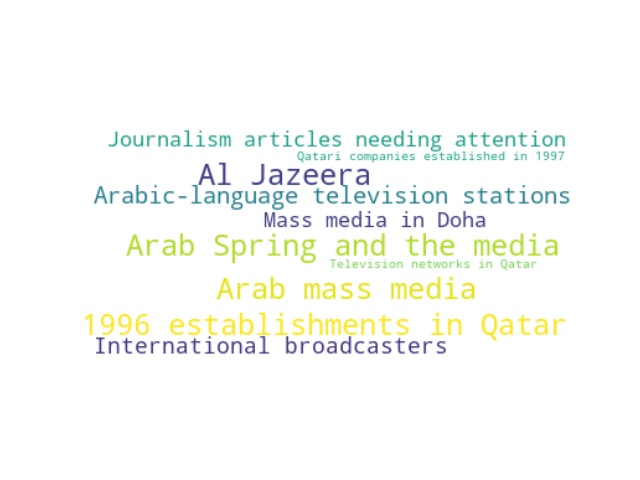 Journalism articles needing attention
Qatari companies established in 1997
Al Jazeera
Arabic-language television stations
Mass media in Doha
Arab Spring and the media
Television networks in Qatar
Arab mass media
1996 establishments in Qatar
International broadcasters